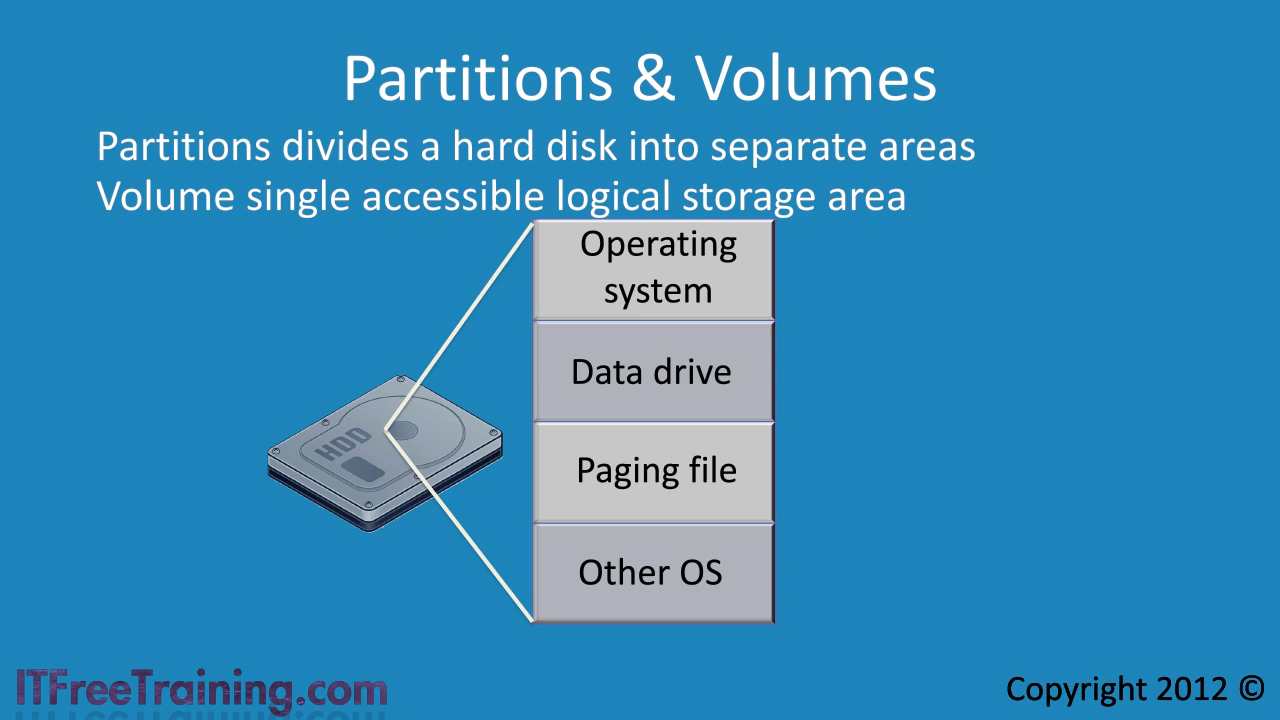 Partitions & Volumes
Partitions divides a hard disk into separate areas
Volume single accessible logical storage area
Operating
system
Data drive
HDD
Paging file
Other OS
ITFreeTraining.com
Copyright 2012 ©